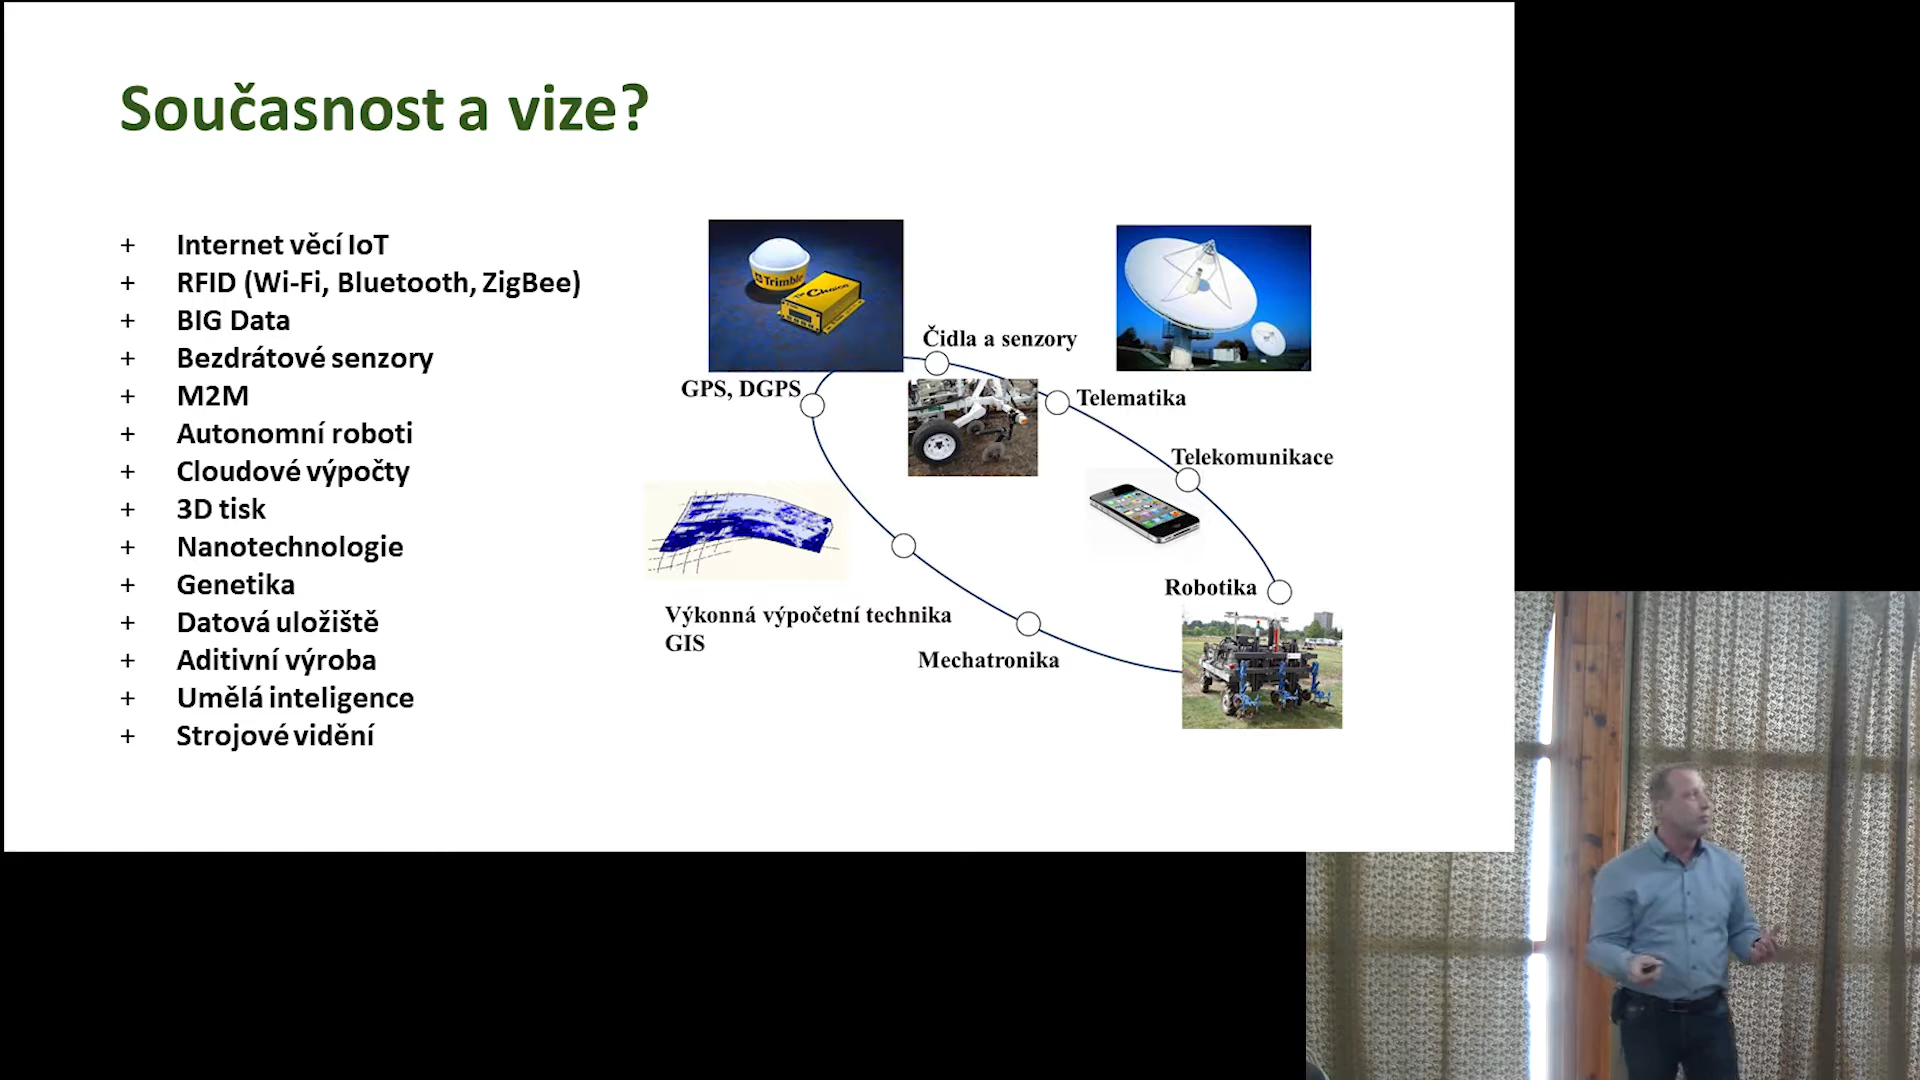 Současnost a vize?
+ Internet věcí IoT
+ RFID (Wi-Fi, Bluetooth, ZigBee)
+ BIG Data
+ Bezdrátové senzory
+ M2M
+ Autonomní roboti
+ Cloudové výpočty
+ 3D tisk
+ Nanotechnologie
+ Genetika
+ Datová uložiště
+ Aditivní výroba
+ Umělá inteligence
+ Strojové vidění
Trimble
The Choice
Čidla a senzory
GPS, DGPS
Telematika
Telekomunikace
Robotika
Výkonná výpočetní technika
GIS
Mechatronika